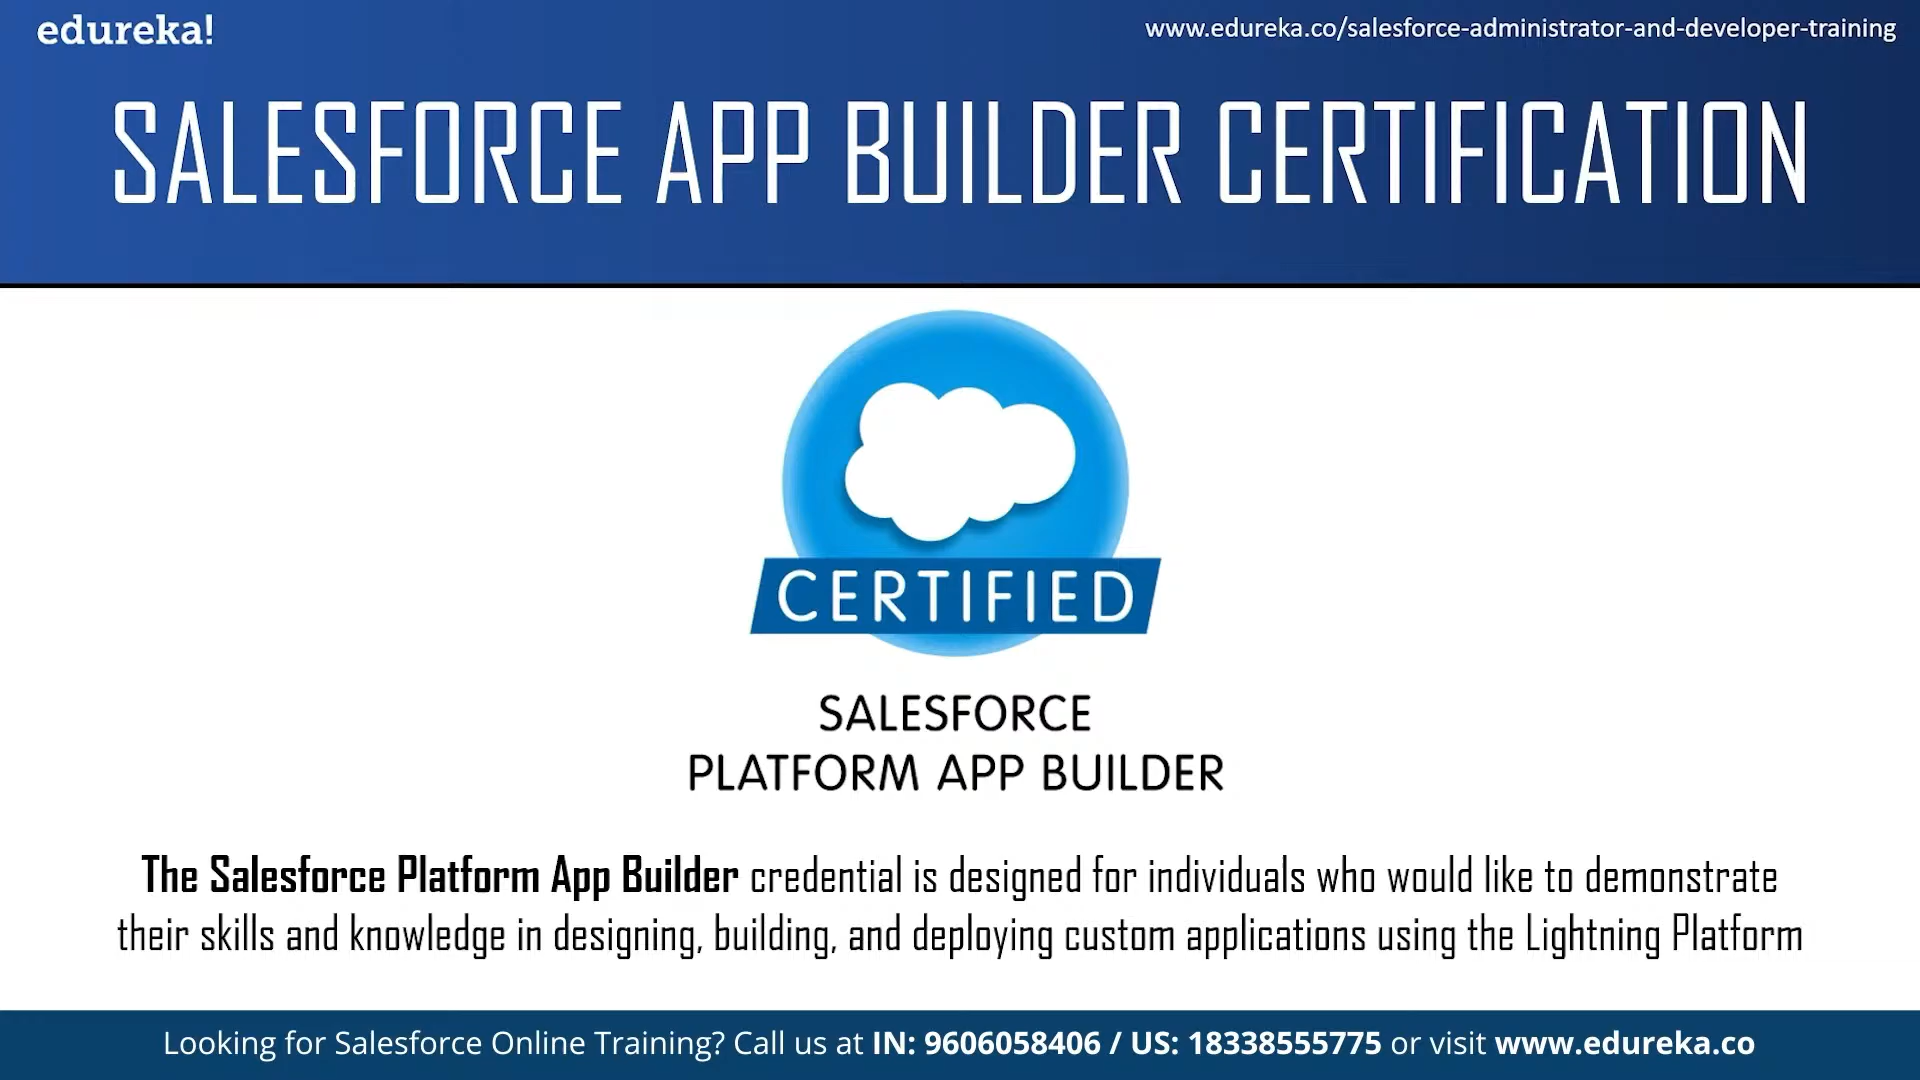 edureka!
www.edureka.co/salesforce-administrator-and-developer-training
SALESFORCE APP BUILDER CERTIFICATION
CERTIFIED
SALESFORCE
PLATFORM APP BUILDER
The Salesforce Platform App Builder credential is designed for individuals who would like to demonstrate
their skills and knowledge in designing, building, and deploying custom applications using the Lightning Platform
Looking for Salesforce Online Training? Call us at IN: 9606058406 / US: 18338555775 or visit www.edureka.co